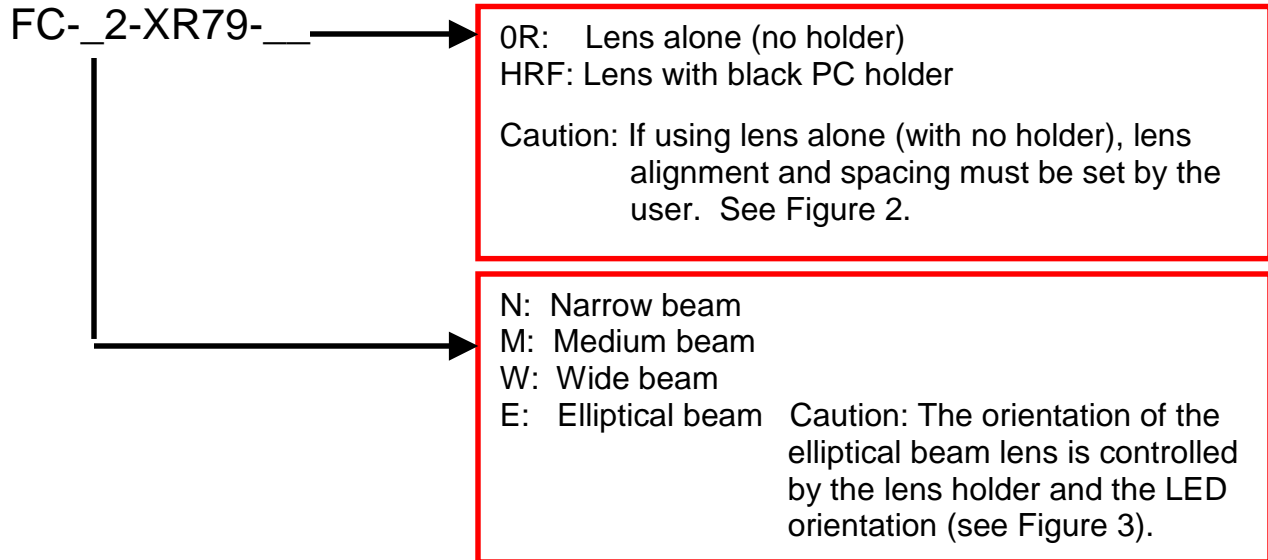 FC-_2-XR79-__
0R: Lens alone (no holder)
HRF: Lens with black PC holder
Caution: If using lens alone (with no holder), lens
alignment and spacing must be set by the
user. See Figure 2.
N: Narrow beam
M: Medium beam
W: Wide beam
E: Elliptical beam Caution: The orientation of the
elliptical beam lens is controlled
by the lens holder and the LED
orientation (see Figure 3).